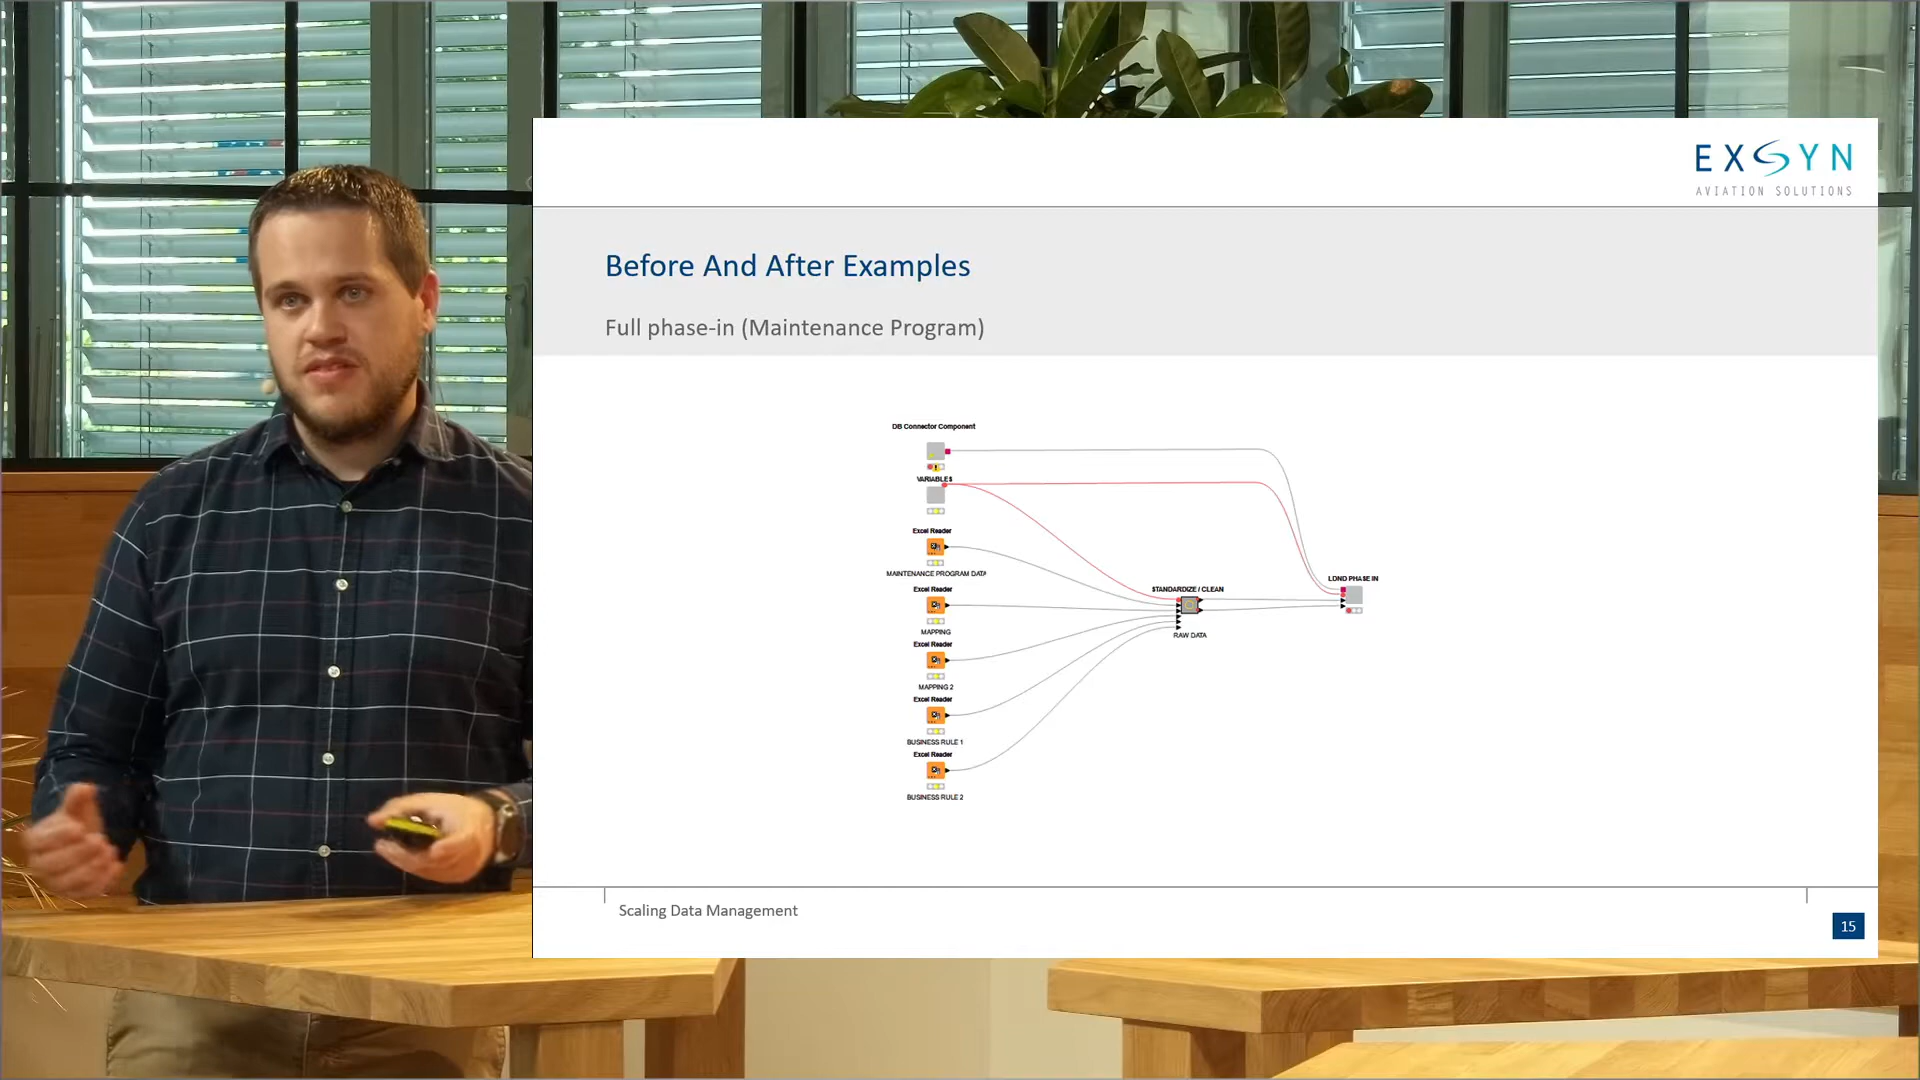 EXSYN
AVIATION SOLUTIONS
Before And After Examples
Full phase-in (Maintenance Program)
DB Connector Component
VARIABLES
Excel Reader
MAINTENANCE PROGRAM DATA
Excel Reader
MAPPING
Excel Reader
MAPPING 2
Excel Reader
BUSINESS RULE 1
Excel Reader
BUSINESS RULE 2
STANDARDIZE / CLEAN
RAW DATA
LDND PHASE IN
Scaling Data Management
15